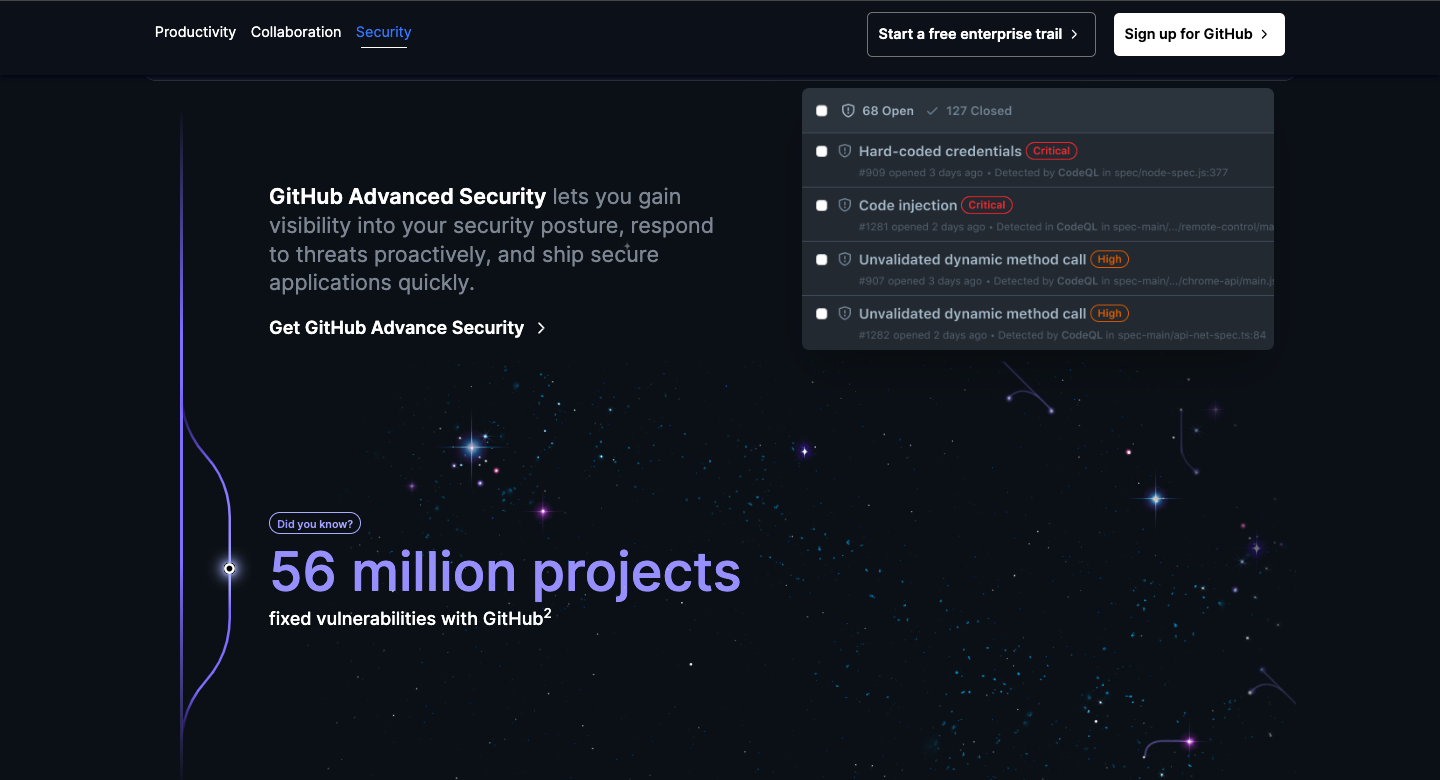 Productivity Collaboration Security
Start a free enterprise trail
Sign up for GitHub
68 Open 127 Closed
Hard-coded credentials Critical
#909 opened 3 days ago • Detected by CodeQL in spec/node-spec.js:377
Code injection Critical
#1281 opened 2 days ago • Detected in CodeQL in spec-main/.../remote-control/ma
Unvalidated dynamic method call High
#907 opened 3 days ago • Detected by CodeQL in spec-main/.../chrome-api/main.js
Unvalidated dynamic method call High
#1282 opened 2 days ago • Detected by CodeQL in spec-main/api-net-spec.ts:84
GitHub Advanced Security lets you gain
visibility into your security posture, respond
to threats proactively, and ship secure
applications quickly.
Get GitHub Advance Security
Did you know?
56 million projects
fixed vulnerabilities with GitHub2